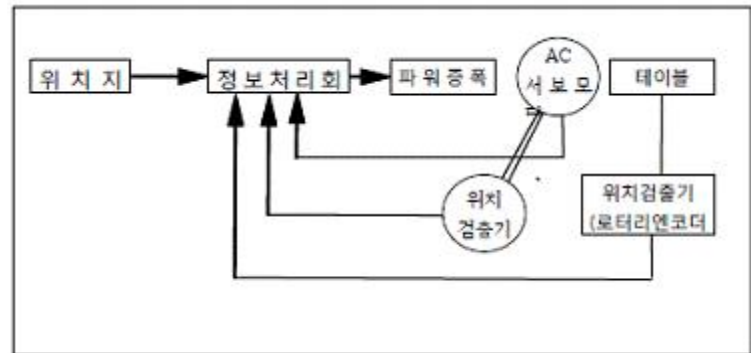 위 치 지
정 보 처 리 회
파 워 증 폭
AC
서 보 모
테이블
위치
검출기
위치검출기
(로터리엔코더